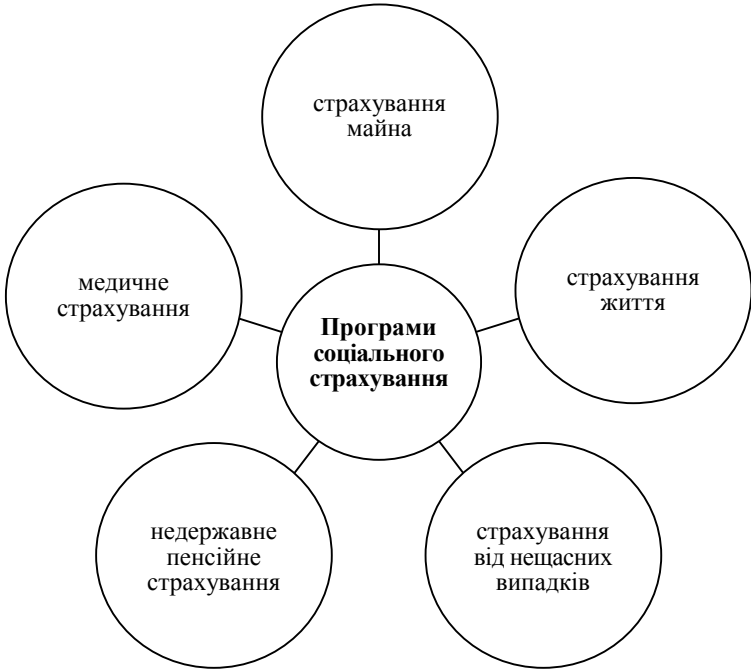 страхування
майна
медичне
страхування
страхування
життя
Програми
соціального
страхування
недержавне
пенсійне
страхування
страхування
від нещасних
випадків